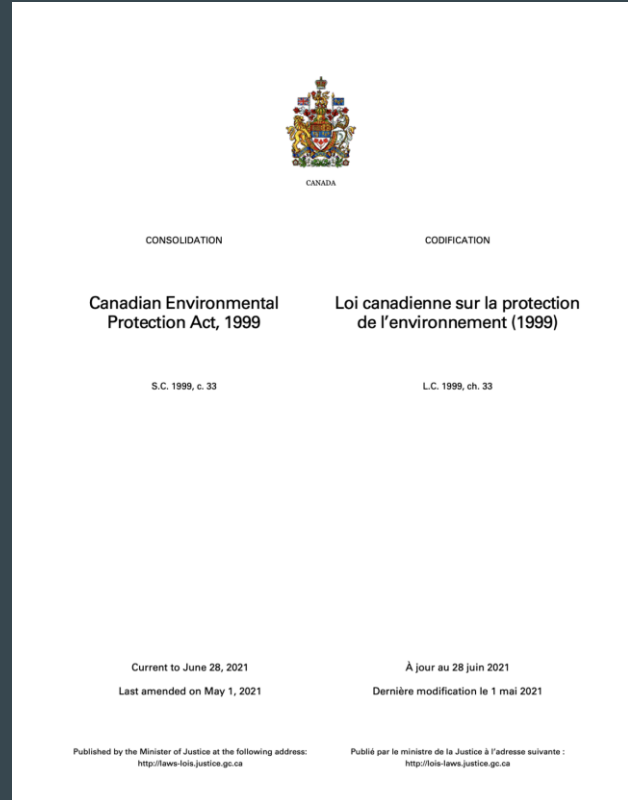 CANADA
CONSOLIDATION
Canadian Environmental
Protection Act, 1999
S.C. 1999, c. 33
CODIFICATION
Loi canadienne sur la protection
de l'environnement (1999)
L.C. 1999, ch. 33
Current to June 28, 2021
Last amended on May 1, 2021
À jour au 28 juin 2021
Dernière modification le 1 mai 2021
Published by the Minister of Justice at the following address:
http://laws-lois.justice.gc.ca
Publié par le ministre de la Justice à l'adresse suivante :
http://lois-laws.justice.gc.ca